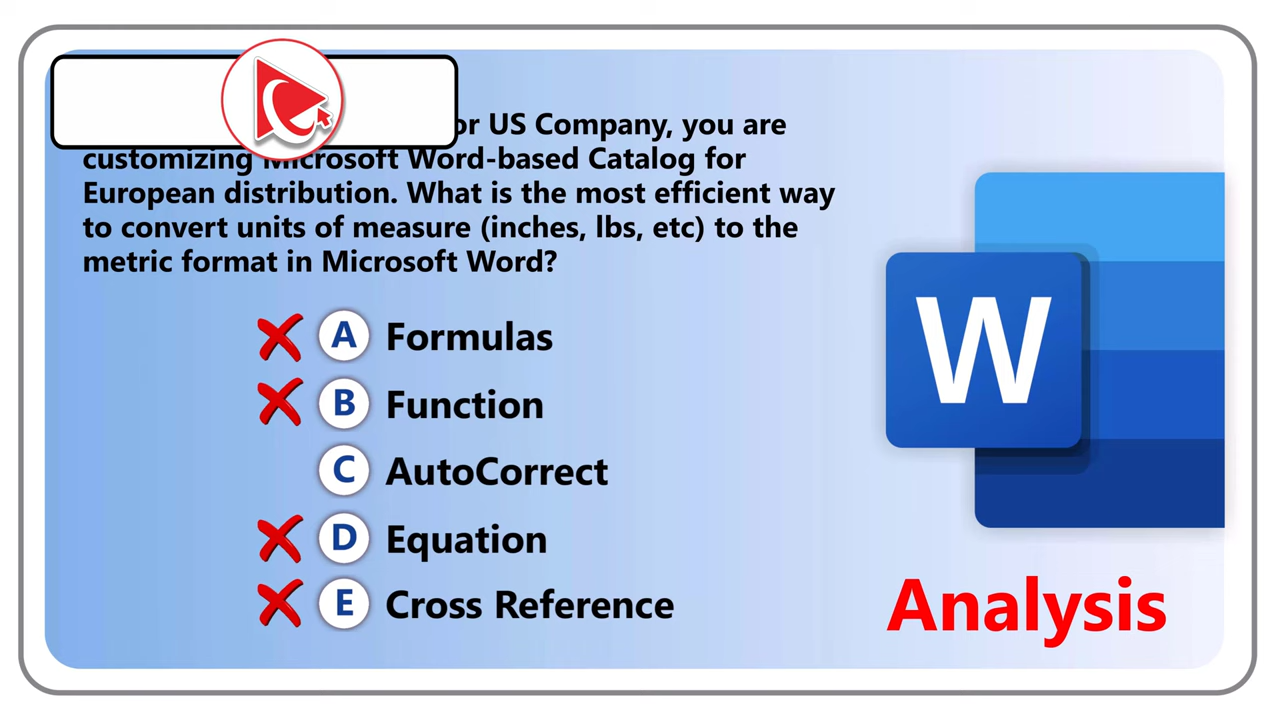 or US Company, you are
customizing Microsoft Word-based Catalog for
European distribution. What is the most efficient way
to convert units of measure (inches, lbs, etc) to the
metric format in Microsoft Word?
A Formulas
B Function
C AutoCorrect
D Equation
E Cross Reference
W
Analysis